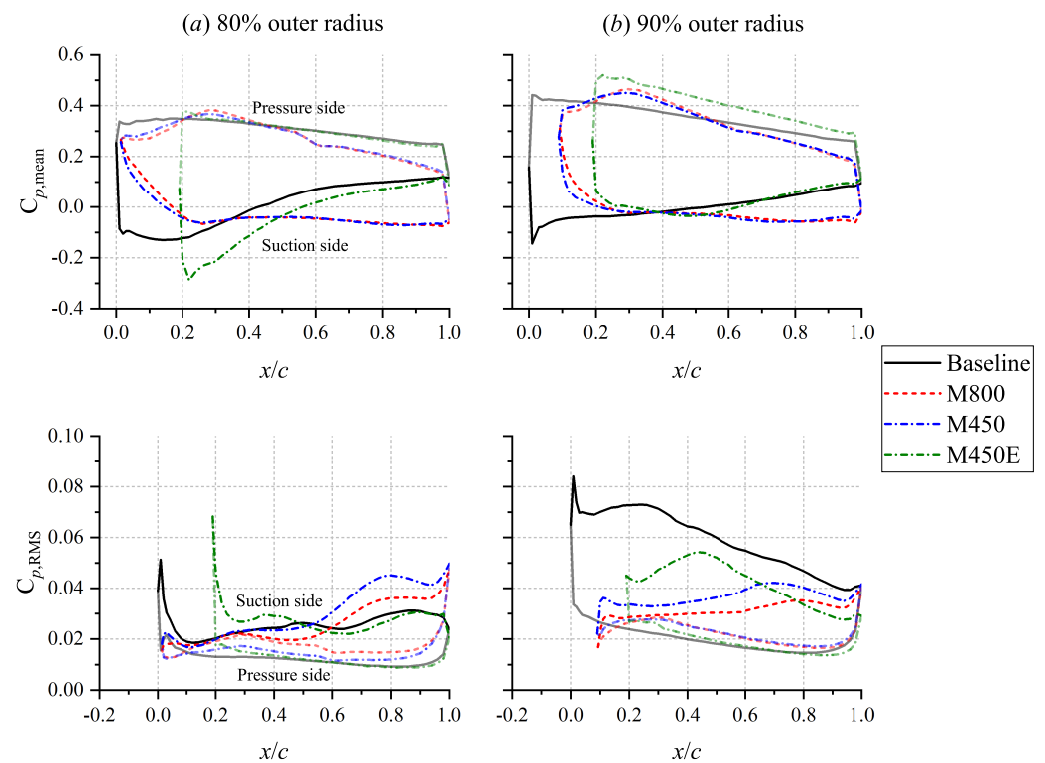 (a) 80% outer radius
(b) 90% outer radius
0.6
0.4
0.2
0.0
-0.2
-0.4
Cp,mean
Pressure side
Suction side
0.0 0.2 0.4 0.6 0.8 1.0
x/c
0.0 0.2 0.4 0.6 0.8 1.0
x/c
Baseline
M800
M450
M450E
0.10
0.08
0.06
0.04
0.02
0.00
Cp,RMS
Suction side
Pressure side
-0.2 0.0 0.2 0.4 0.6 0.8 1.0
x/c
-0.2 0.0 0.2 0.4 0.6 0.8 1.0
x/c